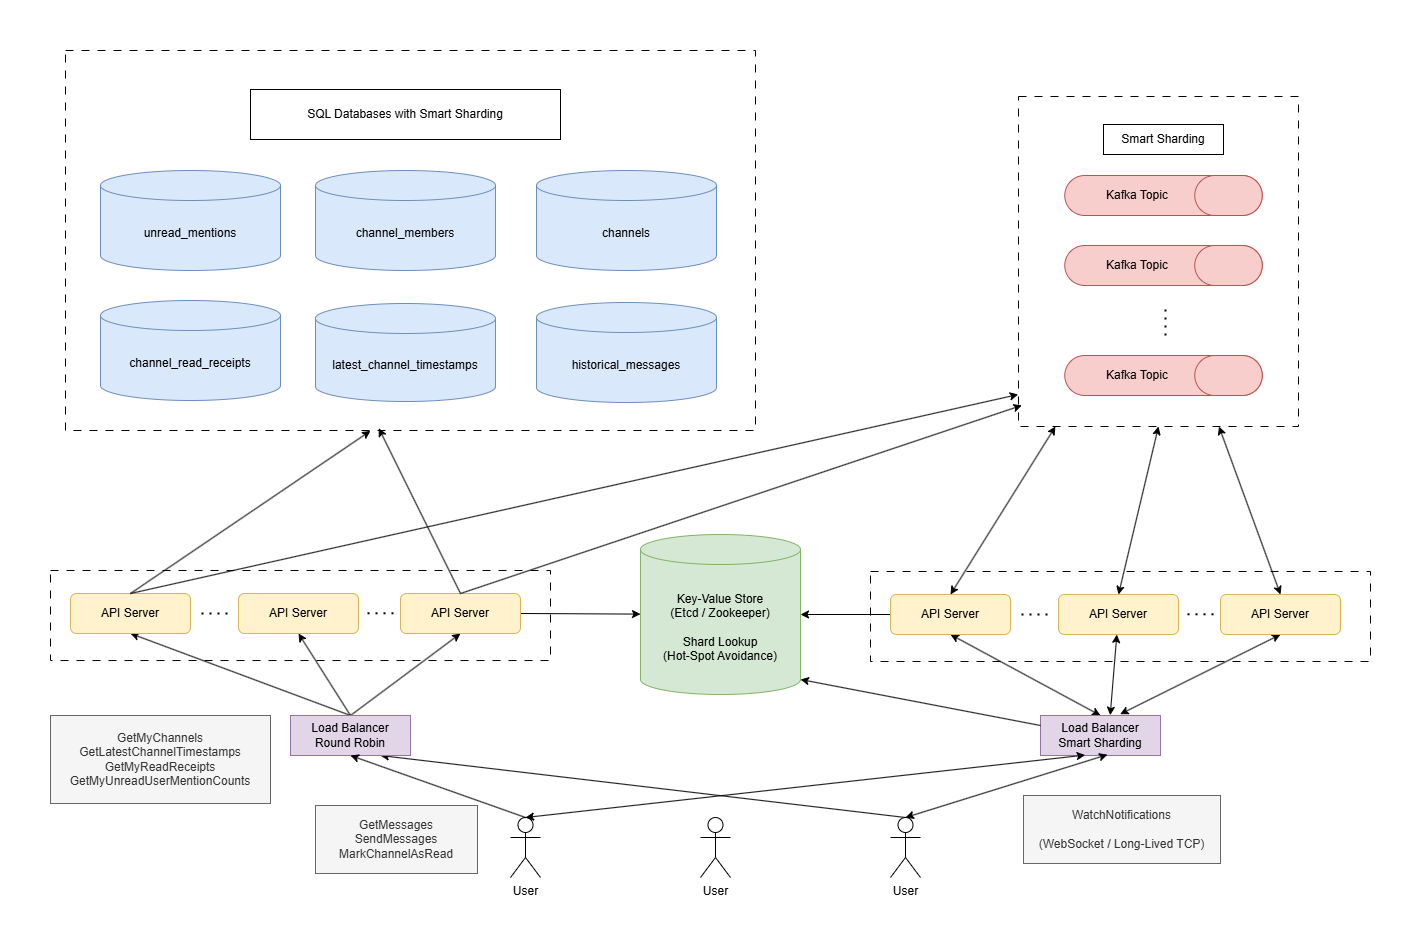 SQL Databases with Smart Sharding
unread_mentions
channel_members
channels
channel_read_receipts
latest_channel_timestamps
historical_messages
Smart Sharding
Kafka Topic
Kafka Topic
Kafka Topic
API Server
API Server
API Server
Key-Value Store
(Etcd / Zookeeper)
Shard Lookup
(Hot-Spot Avoidance)
API Server
API Server
API Server
GetMyChannels
GetLatestChannelTimestamps
GetMyReadReceipts
GetMyUnreadUserMentionCounts
Load Balancer
Round Robin
Load Balancer
Smart Sharding
GetMessages
SendMessages
MarkChannelAsRead
WatchNotifications
(WebSocket / Long-Lived TCP)
User
User
User